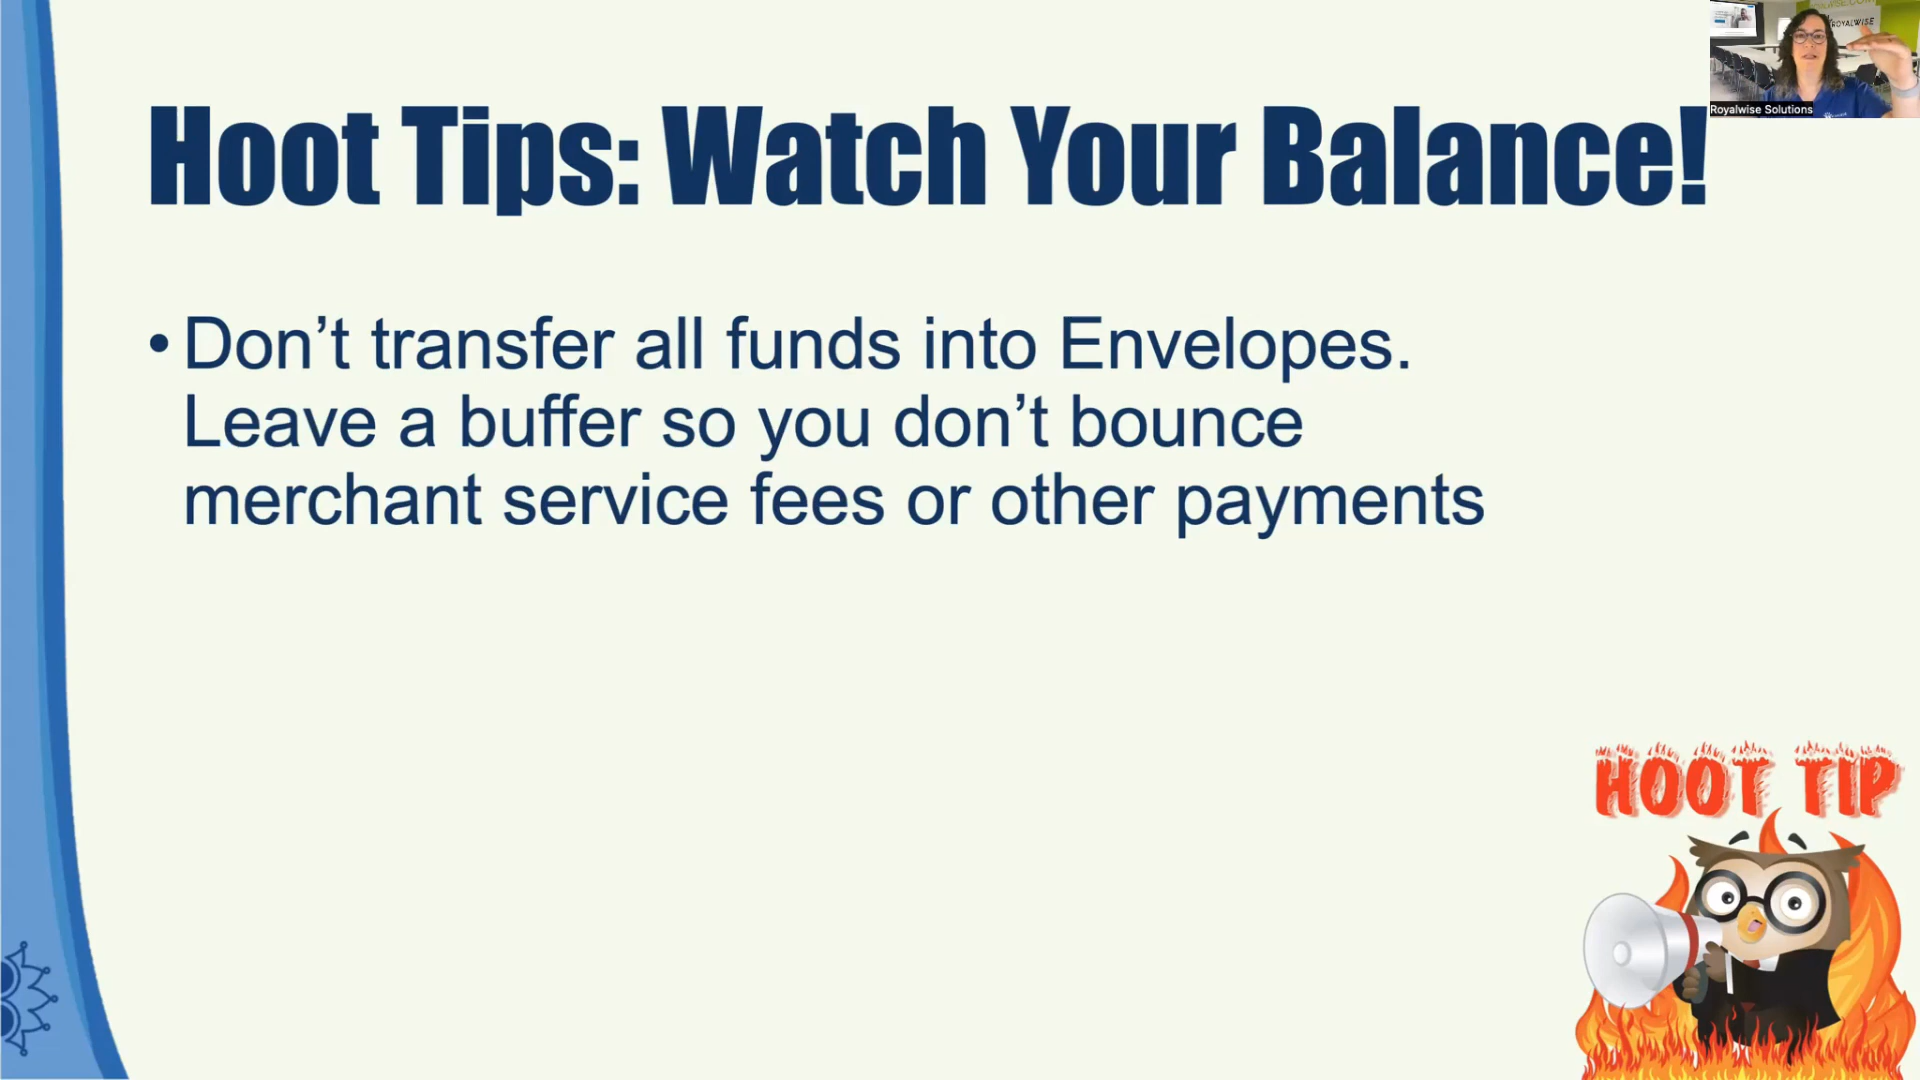 ROYALWISE
Royalwise Solutions
Hoot Tips: Watch Your Balance!
• Don’t transfer all funds into Envelopes.
Leave a buffer so you don’t bounce
merchant service fees or other payments
HOOT TIP